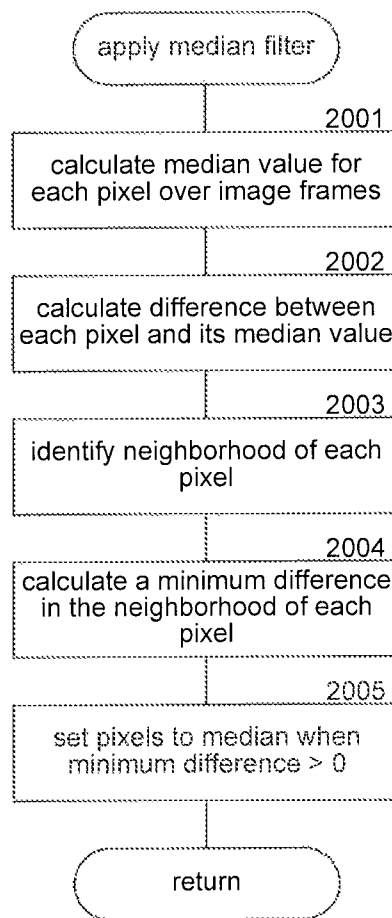 apply median filter
2001
calculate median value for
each pixel over image frames
2002
calculate difference between
each pixel and its median value
2003
identify neighborhood of each
pixel
2004
calculate a minimum difference
in the neighborhood of each
pixel
2005
set pixels to median when
minimum difference > 0
return